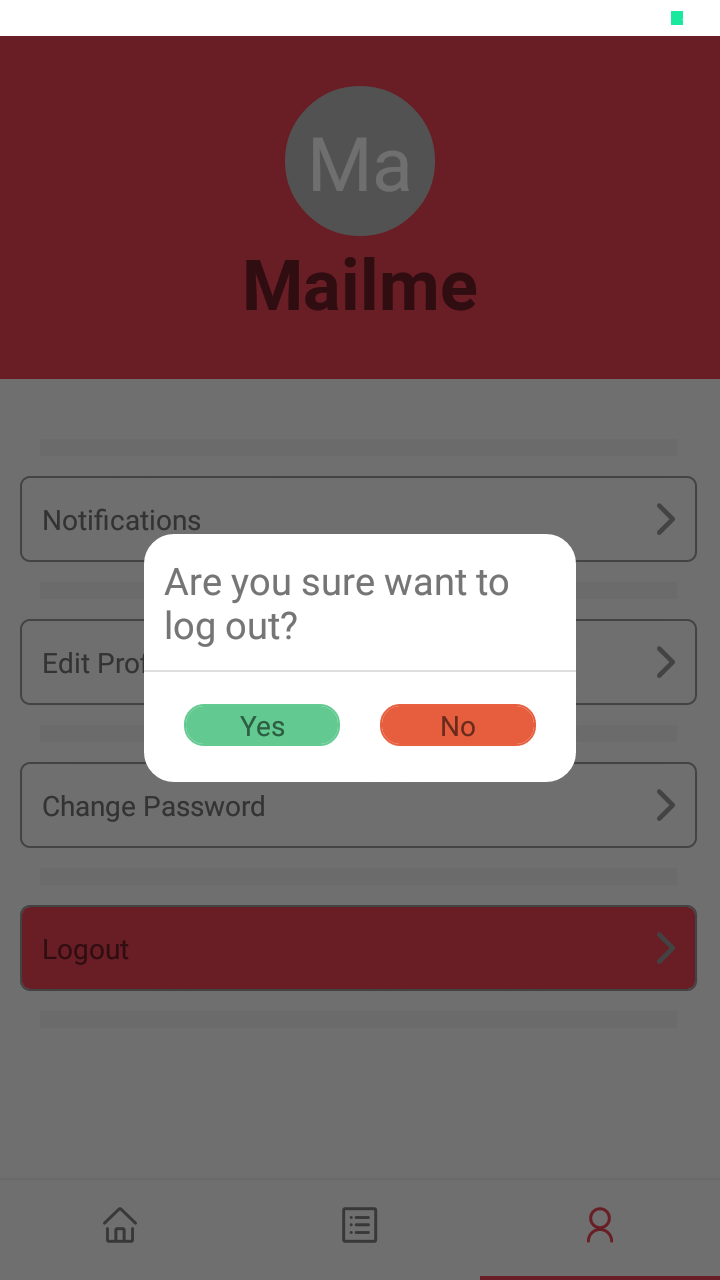 Ma
Mailme
Notifications
Are you sure want to
log out?
Edit Prof
Yes
No
Change Password
Logout